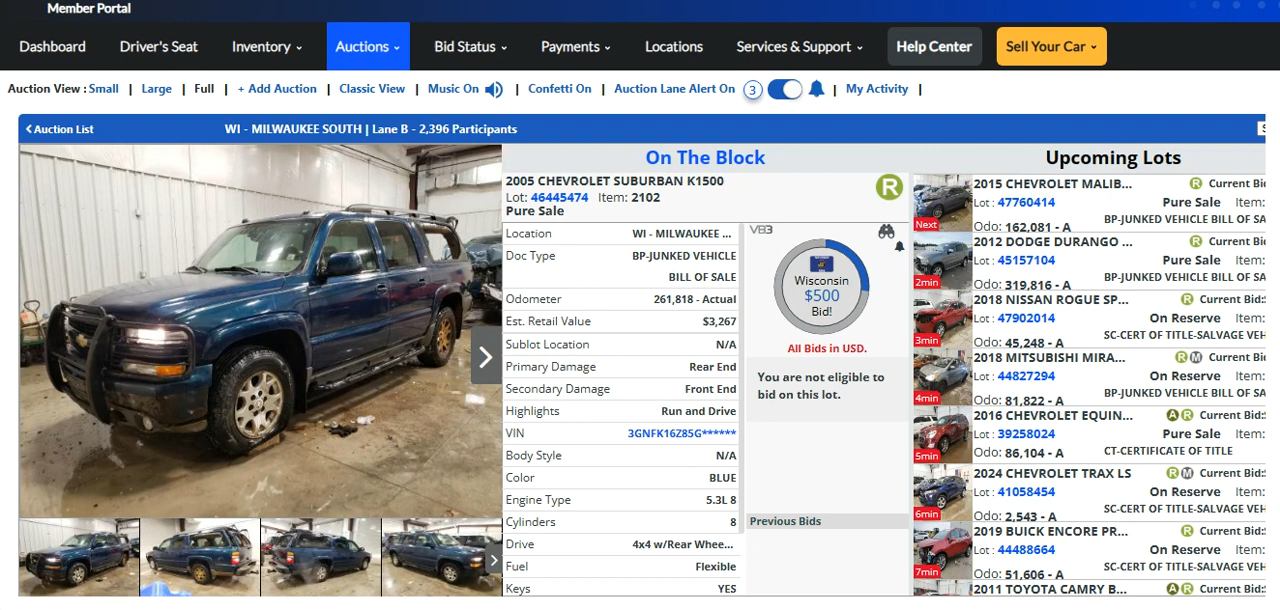 Member Portal
Dashboard Driver's Seat Inventory Auctions Bid Status Payments Locations Services & Support Help Center Sell Your Car
Auction View : Small | Large | Full | + Add Auction | Classic View | Music On | Confetti On | Auction Lane Alert On 3 | My Activity |
Auction List WI - MILWAUKEE SOUTH | Lane B - 2,396 Participants
On The Block
2005 CHEVROLET SUBURBAN K1500
Lot: 46445474 Item: 2102
R
Pure Sale
Location WI - MILWAUKEE ...
Doc Type BP-JUNKED VEHICLE
BILL OF SALE
Odometer 261,818 - Actual
Est. Retail Value $3,267
Sublot Location N/A
Primary Damage Rear End
Secondary Damage Front End
Highlights Run and Drive
VIN 3GNFK16Z85G******
Body Style N/A
Color BLUE
Engine Type 5.3L 8
Cylinders 8
Drive 4x4 w/Rear Whee...
Fuel Flexible
Keys YES
VB3
Wisconsin
$500
Bid!
All Bids in USD.
You are not eligible to
bid on this lot.
Previous Bids
Upcoming Lots
2015 CHEVROLET MALIB... R Current Bid
Lot : 47760414 Pure Sale Item:
Next
Odo: 162,081 - A BP-JUNKED VEHICLE BILL OF SA
2012 DODGE DURANGO ... R Current Bid
Lot : 45157104 Pure Sale Item:
2min
Odo: 319,816 - A BP-JUNKED VEHICLE BILL OF SA
2018 NISSAN ROGUE SP... R Current Bid:
Lot : 47902014 On Reserve Item:
3min
Odo: 45,248 - A SC-CERT OF TITLE-SALVAGE VEH
2018 MITSUBISHI MIRA... R M Current Bid
Lot : 44827294 On Reserve Item:
4min
Odo: 81,822 - A BP-JUNKED VEHICLE BILL OF SA
2016 CHEVROLET EQUIN... A R Current Bid:
Lot : 39258024 Pure Sale Item:
5min
Odo: 86,104 - A CT-CERTIFICATE OF TITLE
2024 CHEVROLET TRAX LS R M Current Bid:
Lot : 41058454 On Reserve Item:
6min
Odo: 2,543 - A SC-CERT OF TITLE-SALVAGE VEH
2019 BUICK ENCORE PR... R Current Bid:
Lot : 44488664 On Reserve Item:
7min
Odo: 51,606 - A SC-CERT OF TITLE-SALVAGE VEH
2011 TOYOTA CAMRY B... A R Current Bid: